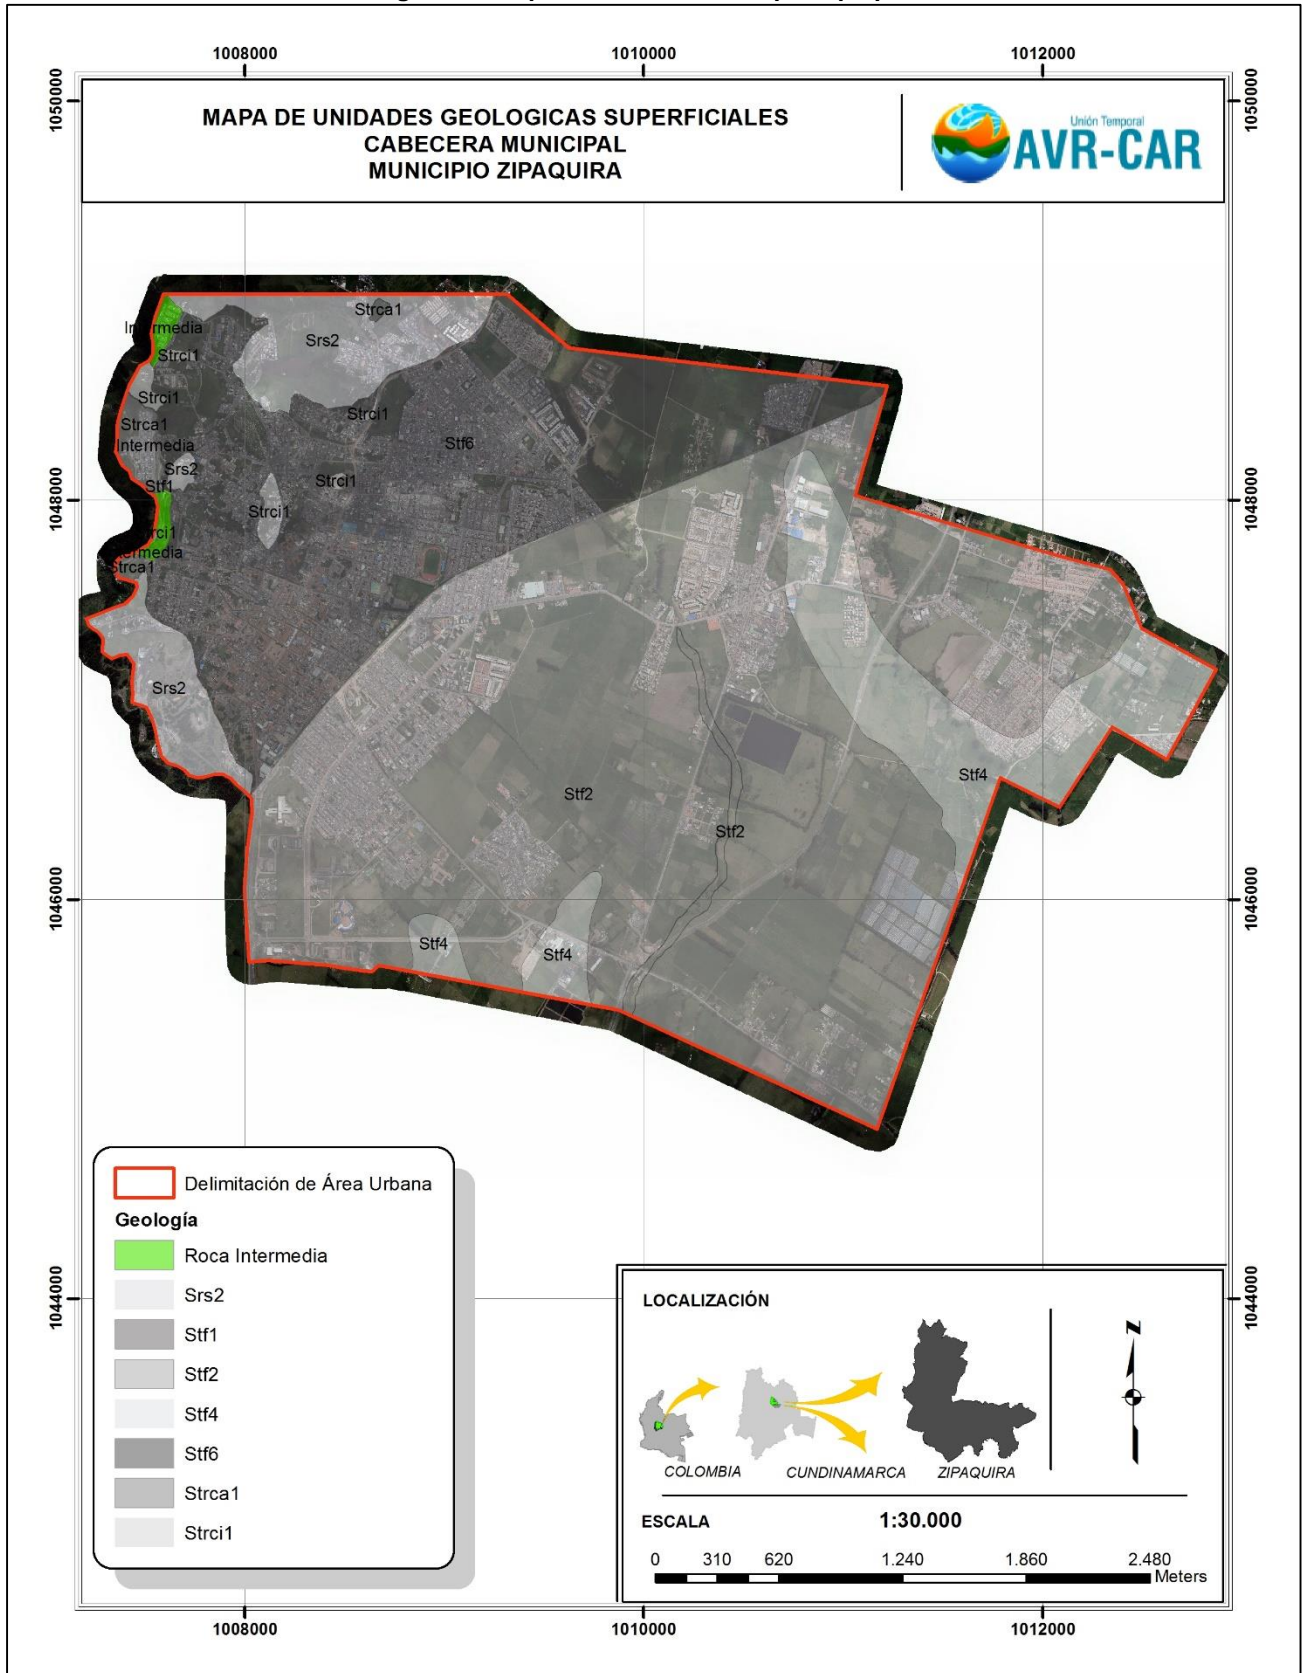 1008000
1010000
1012000
1050000
1050000
MAPA DE UNIDADES GEOLOGICAS SUPERFICIALES
CABECERA MUNICIPAL
MUNICIPIO ZIPAQUIRA
Unión Temporal
AVR-CAR
Strca1
Intermedia
Srs2
Strci1
Strci1
Strci1
Strca1
Stf6
Intermedia
Srs2
Strci1
Stf1
1048000
1048000
Strci1
Strca1
Srs2
Stf4
Stf2
Stf2
1046000
1046000
Stf4
Stf4
Delimitación de Área Urbana
Geología
Roca Intermedia
Srs2
Stf1
Stf2
Stf4
Stf6
Strca1
Strci1
1044000
1044000
LOCALIZACIÓN
N
COLOMBIA
CUNDINAMARCA
ZIPAQUIRA
ESCALA
1:30.000
0 310 620 1.240 1.860 2.480
Meters
1008000
1010000
1012000